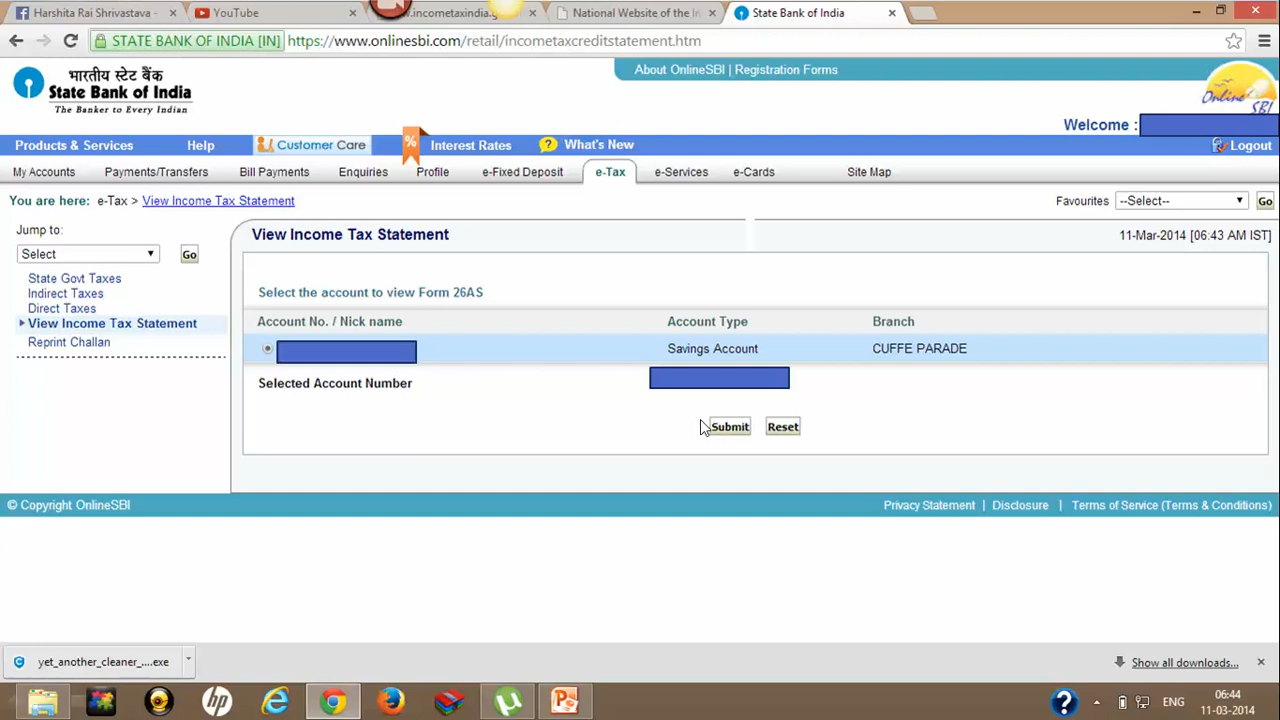 Harshita Rai Shrivastava -
YouTube
w.incometaxindia.g
National Website of the In
State Bank of India
STATE BANK OF INDIA [IN] https://www.onlinesbi.com/retail/incometaxcreditstatement.htm
About OnlineSBI | Registration Forms
भारतीय स्टेट बैंक
State Bank of India
The Banker to Every Indian
Online SBI
Welcome :
Products & Services Help Customer Care % Interest Rates ? What's New Logout
My Accounts Payments/Transfers Bill Payments Enquiries Profile e-Fixed Deposit e-Tax e-Services e-Cards Site Map
You are here: e-Tax > View Income Tax Statement Favourites --Select-- Go
Jump to:
Select Go
State Govt Taxes
Indirect Taxes
Direct Taxes
View Income Tax Statement
Reprint Challan
View Income Tax Statement 11-Mar-2014 [06:43 AM IST]
Select the account to view Form 26AS
Account No. / Nick name Account Type Branch
Savings Account CUFFE PARADE
Selected Account Number
Submit Reset
© Copyright OnlineSBI Privacy Statement | Disclosure | Terms of Service (Terms & Conditions)
yet_another_cleaner_....exe Show all downloads...
hp ? ENG 06:44
11-03-2014